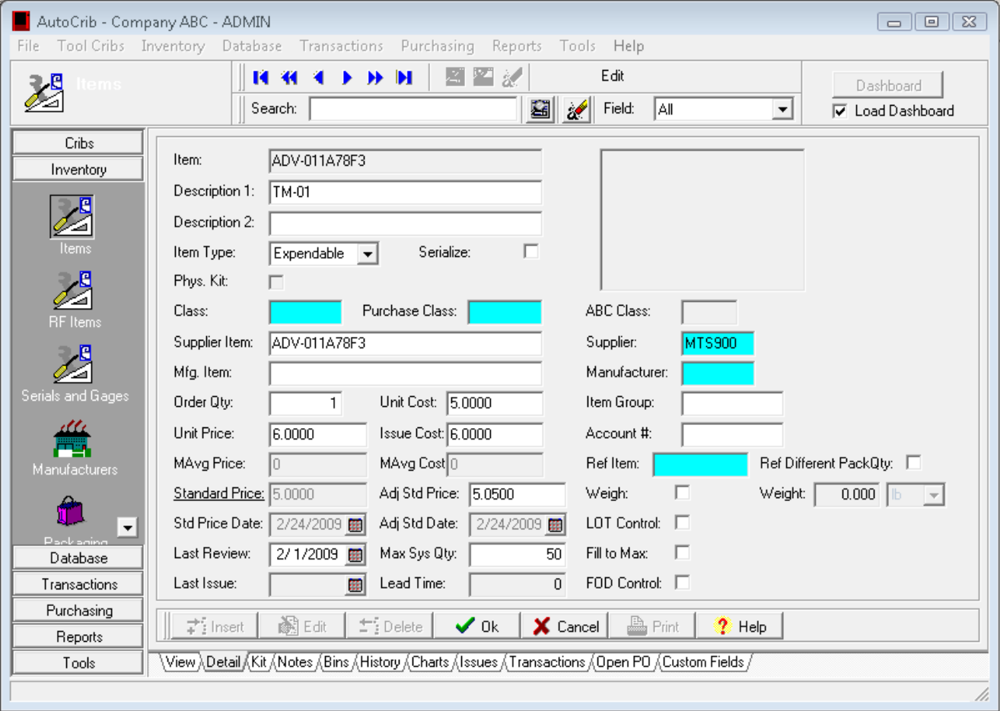 AutoCrib - Company ABC - ADMIN
File Tool Cribs Inventory Database Transactions Purchasing Reports Tools Help
Items
Edit
Dashboard
Search: Field: All
Load Dashboard
Cribs
Inventory
Items
RF Items
Serials and Gages
Manufacturers
Packaging
Database
Transactions
Purchasing
Reports
Tools
Item: ADV-011A78F3
Description 1: TM-01
Description 2:
Item Type: Expendable Serialize:
Phys. Kit:
Class: Purchase Class: ABC Class:
Supplier Item: ADV-011A78F3 Supplier: MTS900
Mfg. Item: Manufacturer:
Order Qty: 1 Unit Cost: 5.0000 Item Group:
Unit Price: 6.0000 Issue Cost: 6.0000 Account #:
MAvg Price: 0 MAvg Cost 0 Ref Item: Ref Different PackQty:
Standard Price: 5.0000 Adj Std Price: 5.0500 Weigh: Weight: 0.000 lb
Std Price Date: 2/24/2009 Adj Std Date: 2/24/2009 LOT Control:
Last Review: 2/ 1/2009 Max Sys Qty: 50 Fill to Max:
Last Issue: Lead Time: 0 FOD Control:
Insert Edit Delete Ok Cancel Print Help
View Detail Kit Notes Bins History Charts Issues Transactions Open PO Custom Fields